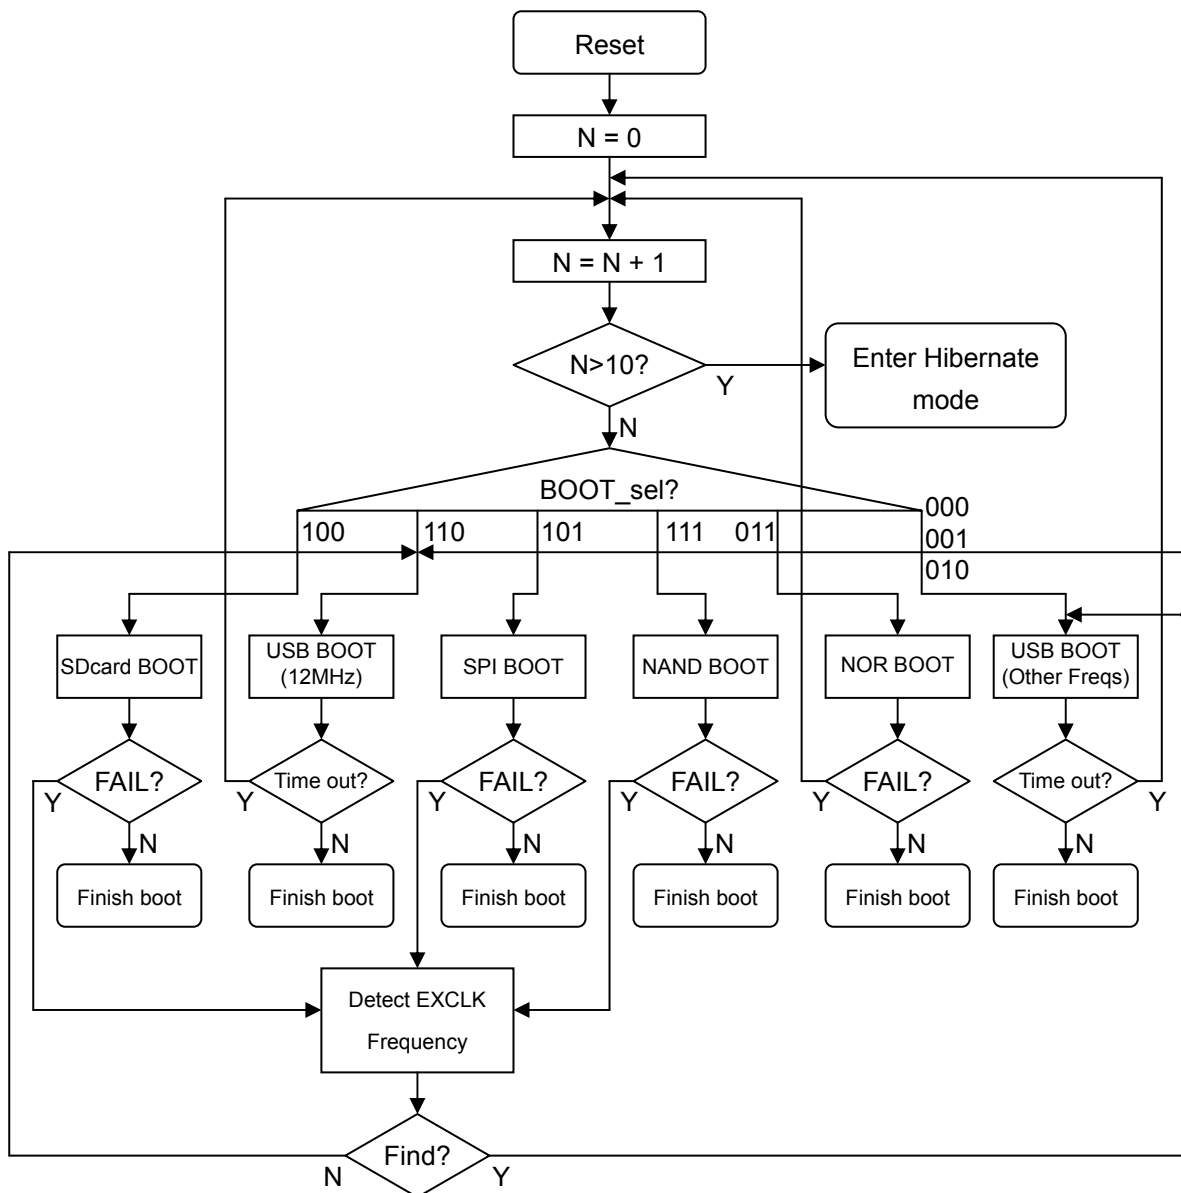 Reset
N = 0
N = N + 1
N>10?
Y
N
Enter Hibernate
mode
BOOT_sel?
100
110
101
111
011
000
001
010
SDcard BOOT
USB BOOT
(12MHz)
SPI BOOT
NAND BOOT
NOR BOOT
USB BOOT
(Other Freqs)
FAIL?
Y
N
Time out?
Y
N
FAIL?
Y
N
FAIL?
Y
N
FAIL?
Y
N
Time out?
Y
N
Finish boot
Finish boot
Finish boot
Finish boot
Finish boot
Finish boot
Detect EXCLK
Frequency
Find?
N
Y